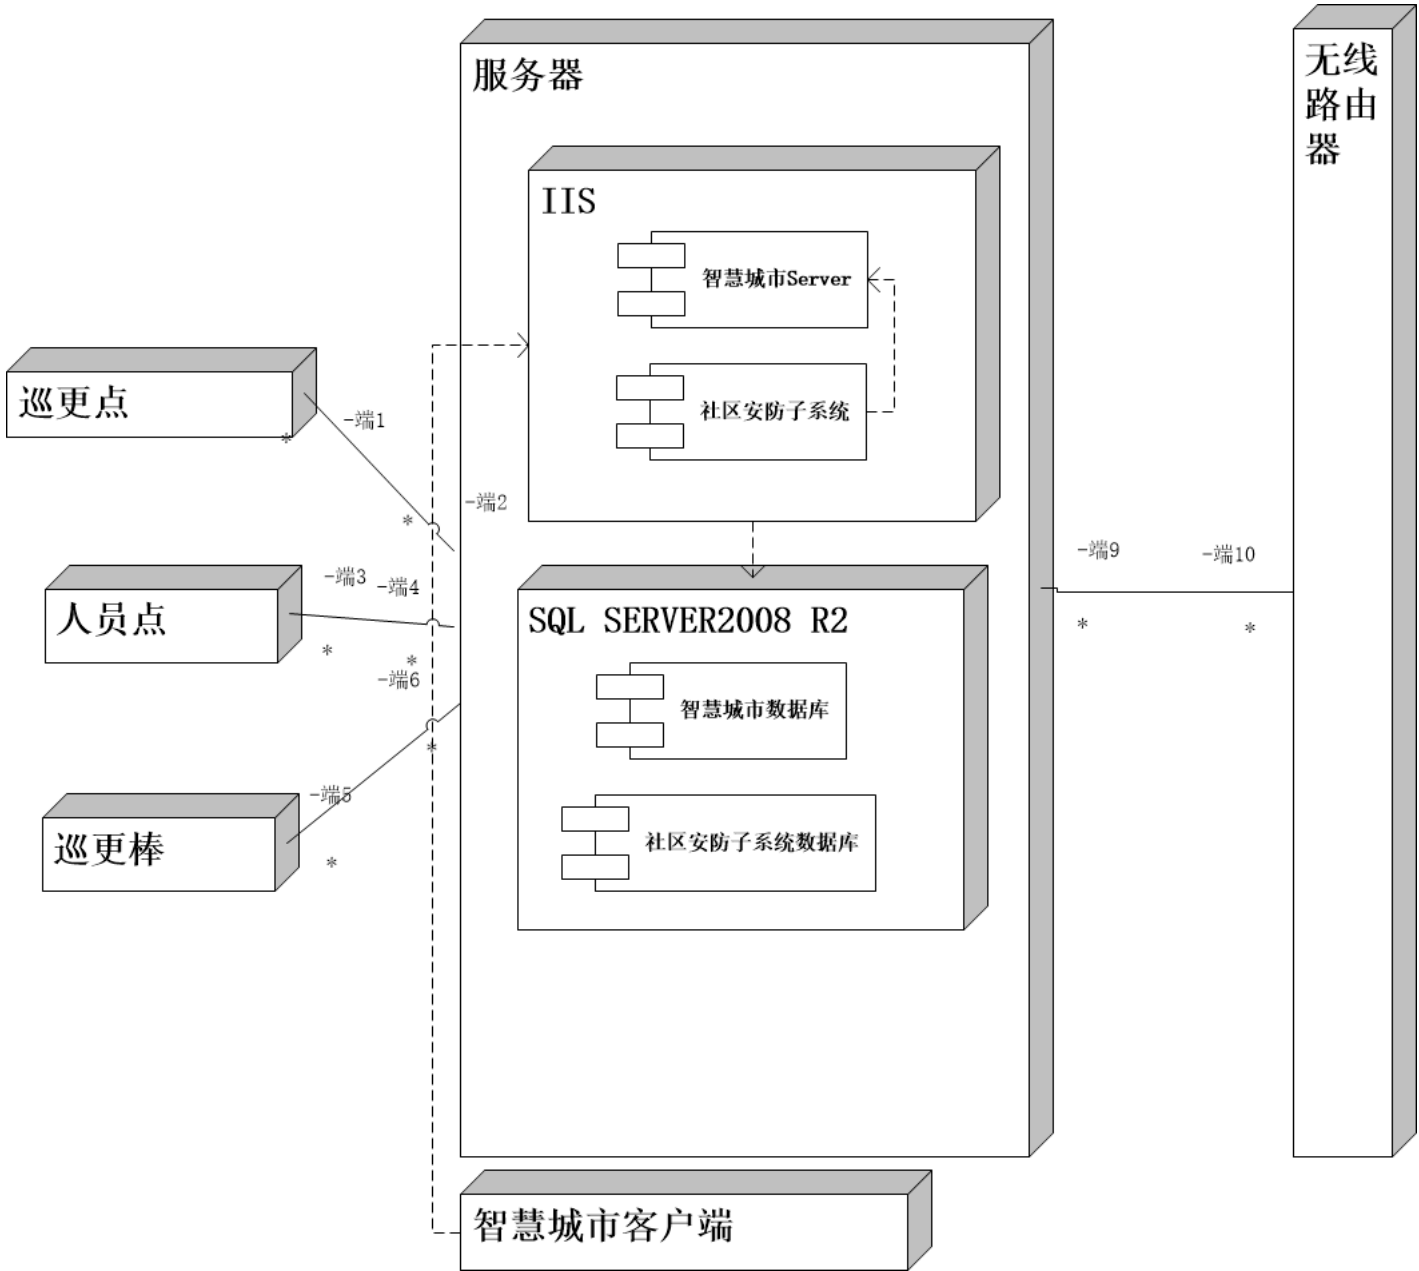 服务器
无线
路由
器
IIS
智慧城市Server
社区安防子系统
巡更点
*
-端1
-端2
*
人员点
-端3
-端4
*
*
SQL SERVER2008 R2
智慧城市数据库
社区安防子系统数据库
-端9
-端10
*
*
-端6
*
巡更棒
-端5
*
智慧城市客户端